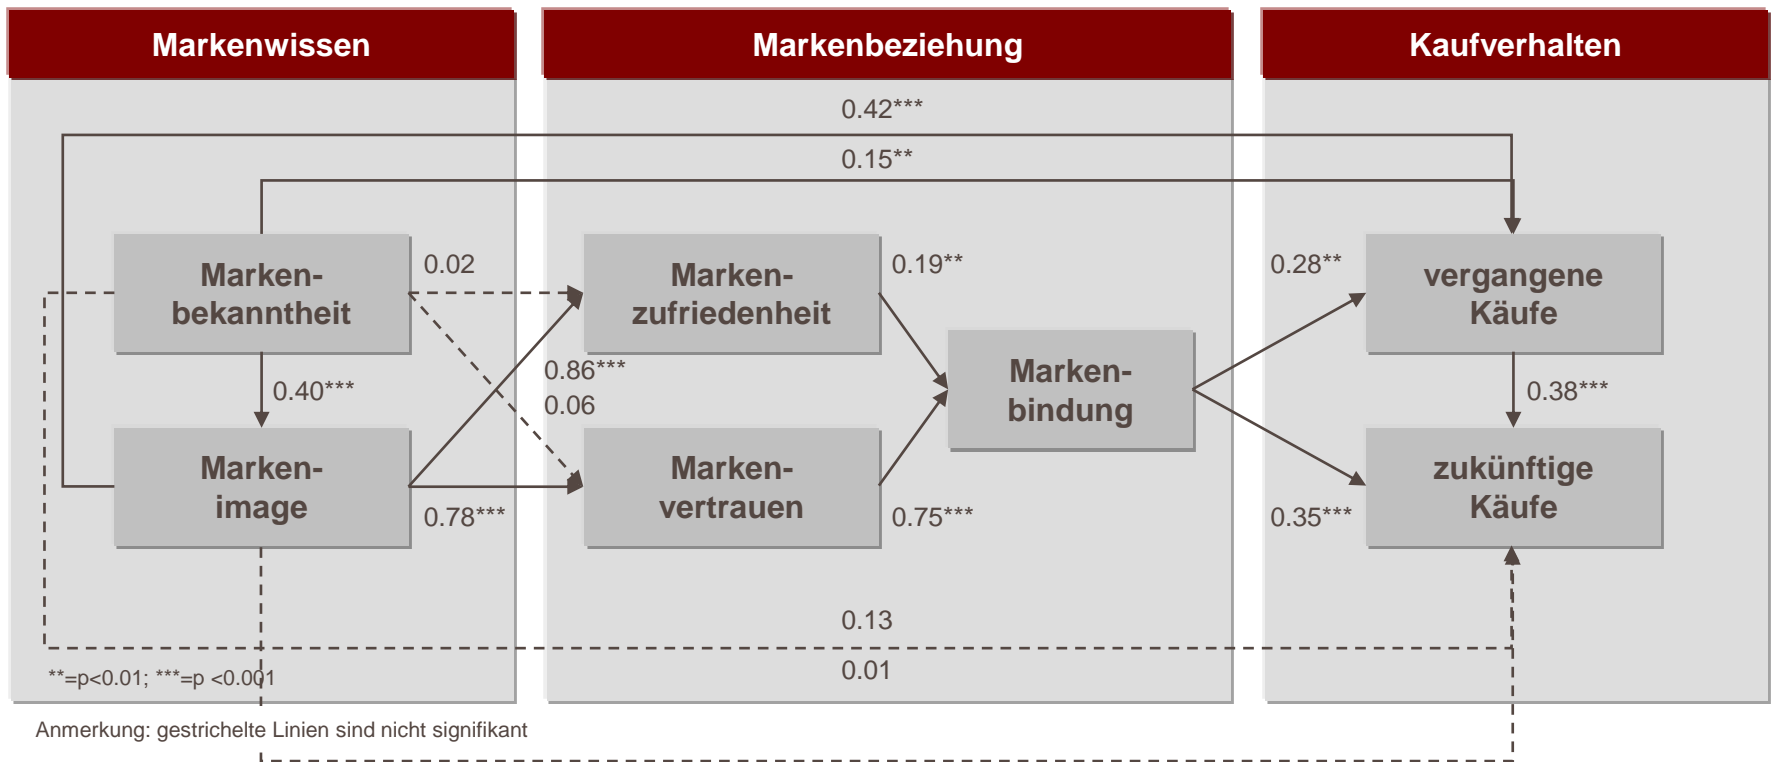 Markenwissen
Markenbeziehung
Kaufverhalten
0.42***
0.15**
Marken-
bekanntheit
0.02
Marken-
zufriedenheit
0.19**
0.28**
vergangene
Käufe
0.40***
0.86***
0.06
Marken-
bindung
0.38***
Marken-
image
0.78***
Marken-
vertrauen
0.75***
0.35***
zukünftige
Käufe
0.13
0.01
**=p<0.01; ***=p <0.001
Anmerkung: gestrichelte Linien sind nicht signifikant